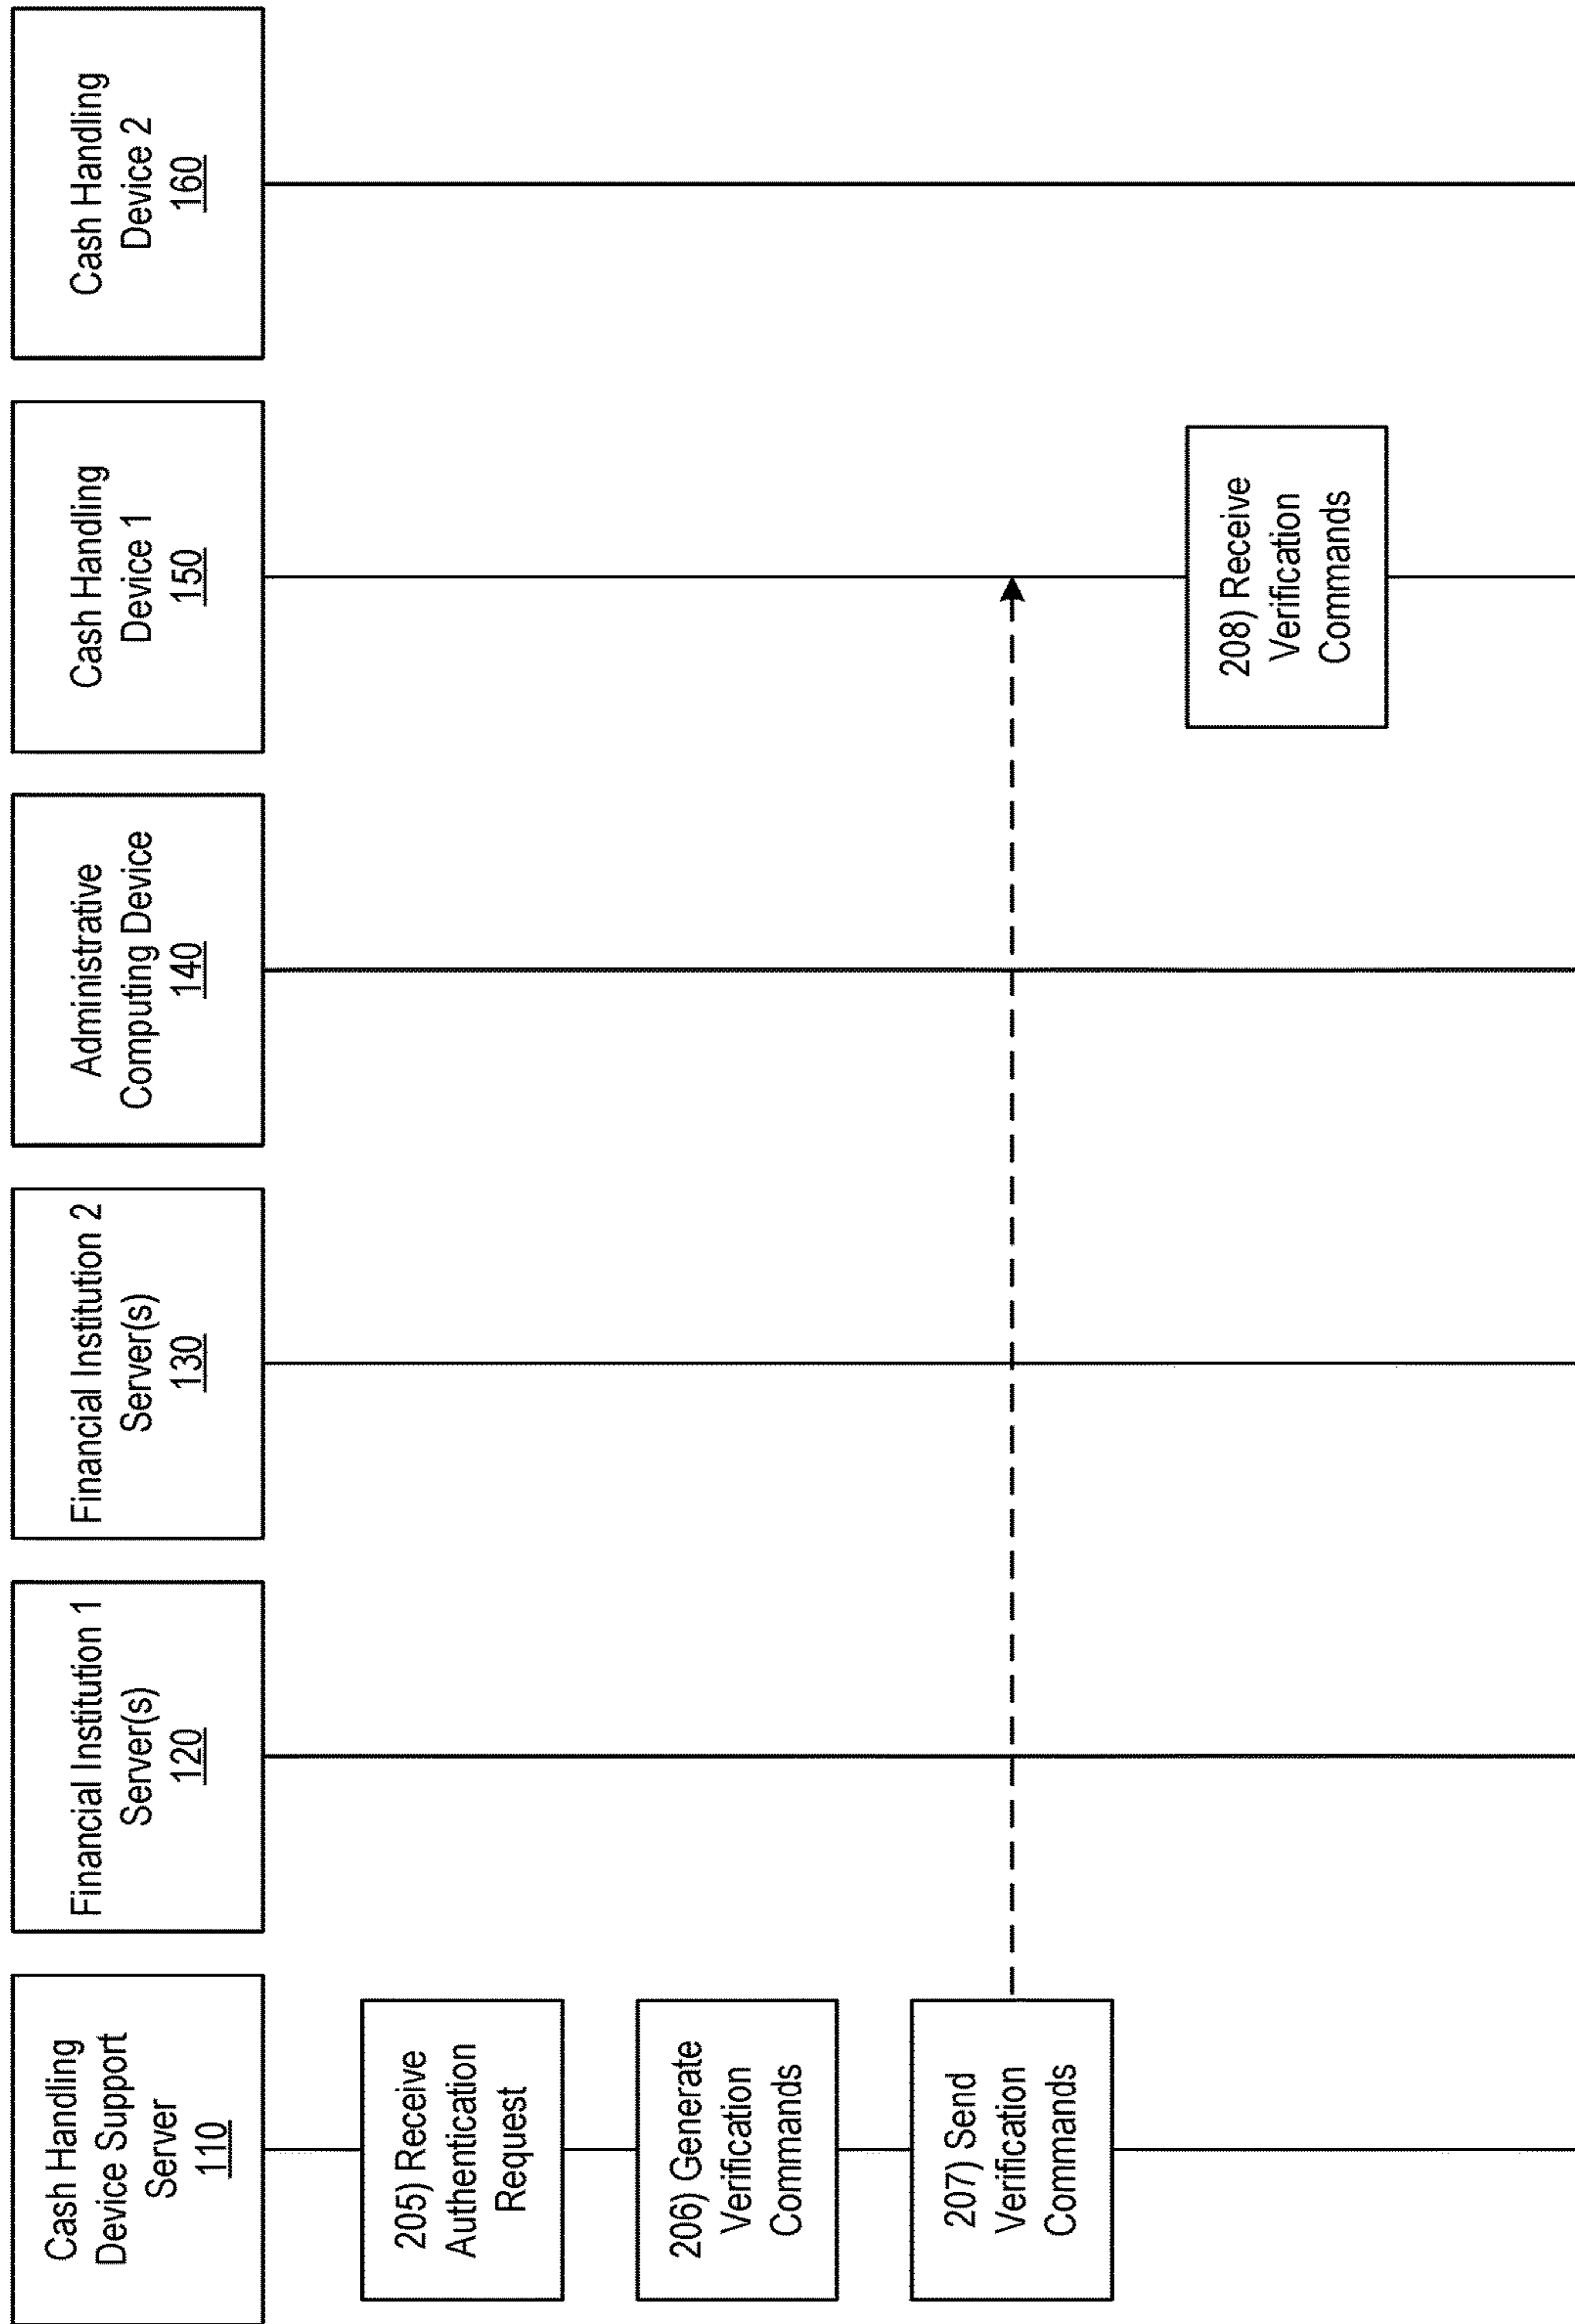 Cash Handling
Device Support
Server
110
Financial Institution 1
Server(s)
120
Financial Institution 2
Server(s)
130
Administrative
Computing Device
140
Cash Handling
Device 1
150
Cash Handling
Device 2
160
205) Receive
Authentication
Request
206) Generate
Verification
Commands
207) Send
Verification
Commands
208) Receive
Verification
Commands